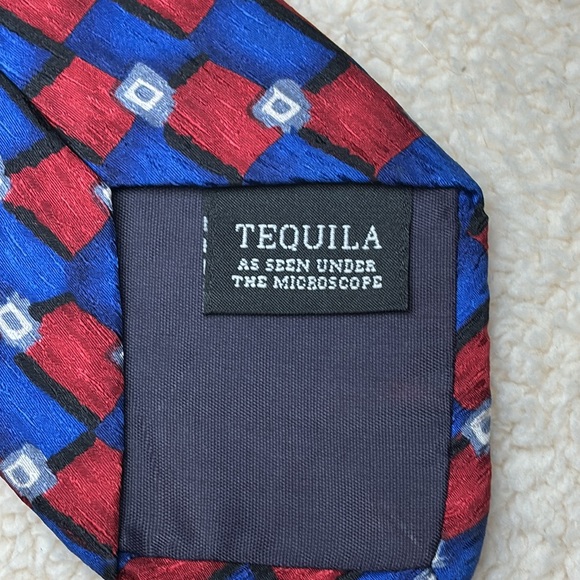 TEQUILA
AS SEEN UNDER
THE MICROSCOPE